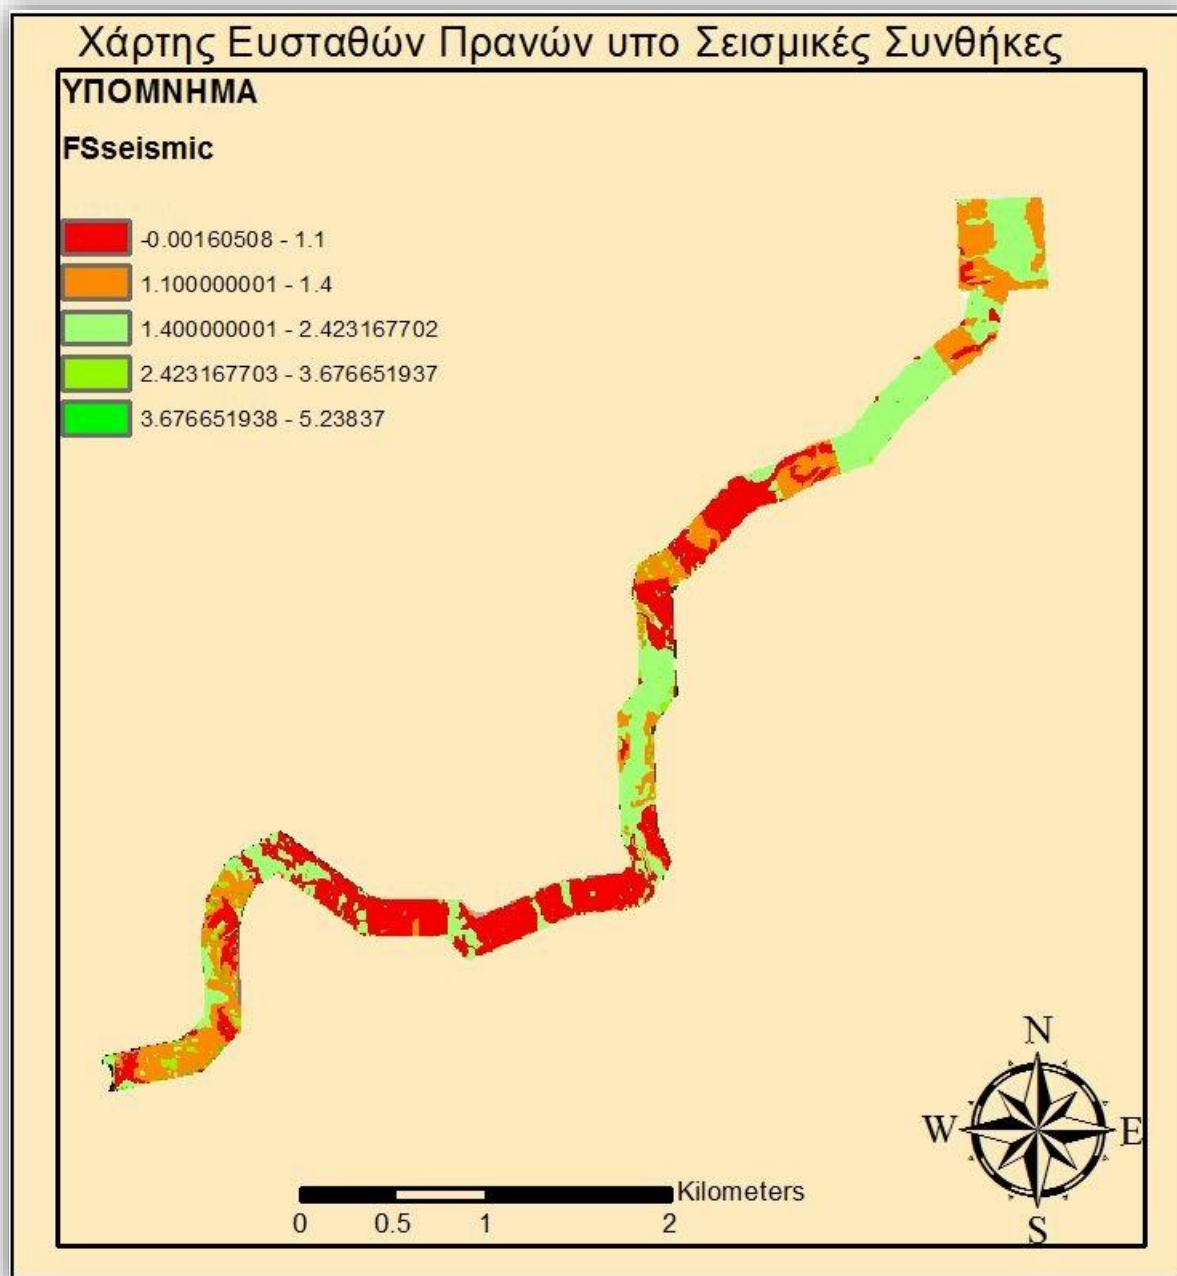 Χάρτης Ευσταθών Πρανών υπο Σεισμικές Συνθήκες
ΥΠΟΜΝΗΜΑ
FSseismic
-0.00160508 - 1.1
1.100000001 - 1.4
1.400000001 - 2.423167702
2.423167703 - 3.676651937
3.676651938 - 5.23837
N
W E
S
Kilometers
0 0.5 1 2